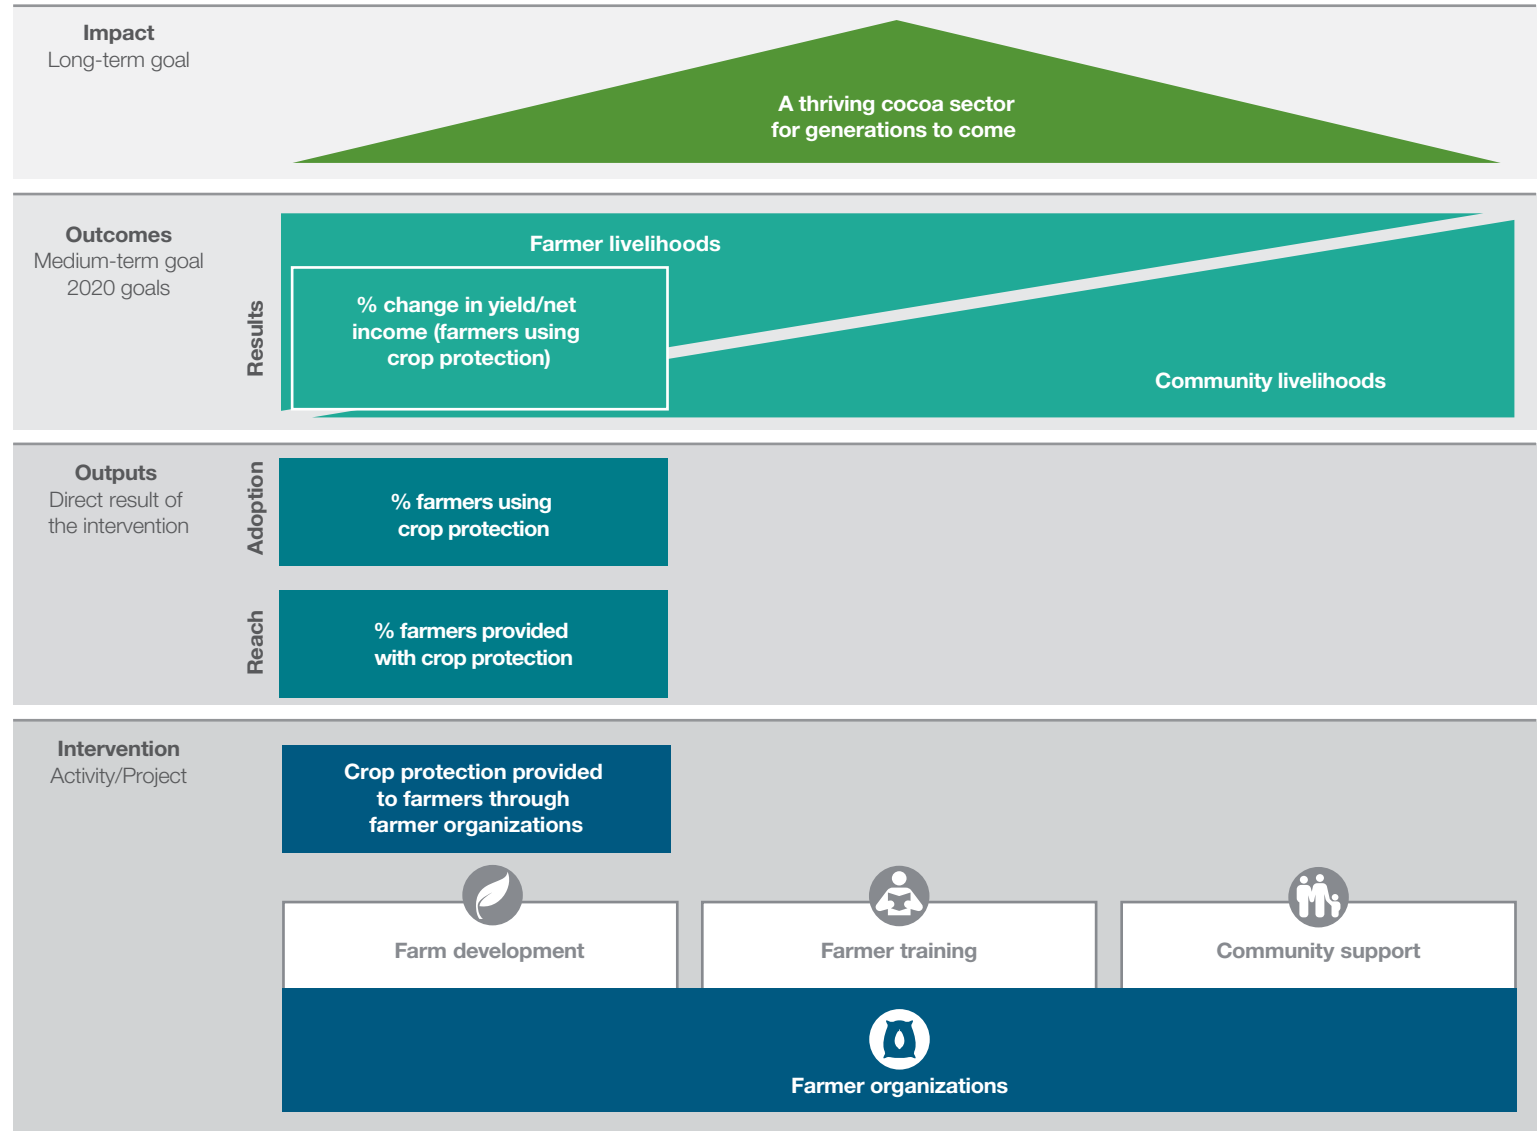 Impact
Long-term goal
A thriving cocoa sector
for generations to come
Outcomes
Medium-term goal
2020 goals
Results
Farmer livelihoods
% change in yield/net
income (farmers using
crop protection)
Community livelihoods
Outputs
Direct result of
the intervention
Adoption
% farmers using
crop protection
Reach
% farmers provided
with crop protection
Intervention
Activity/Project
Crop protection provided
to farmers through
farmer organizations
Farm development
Farmer training
Community support
Farmer organizations